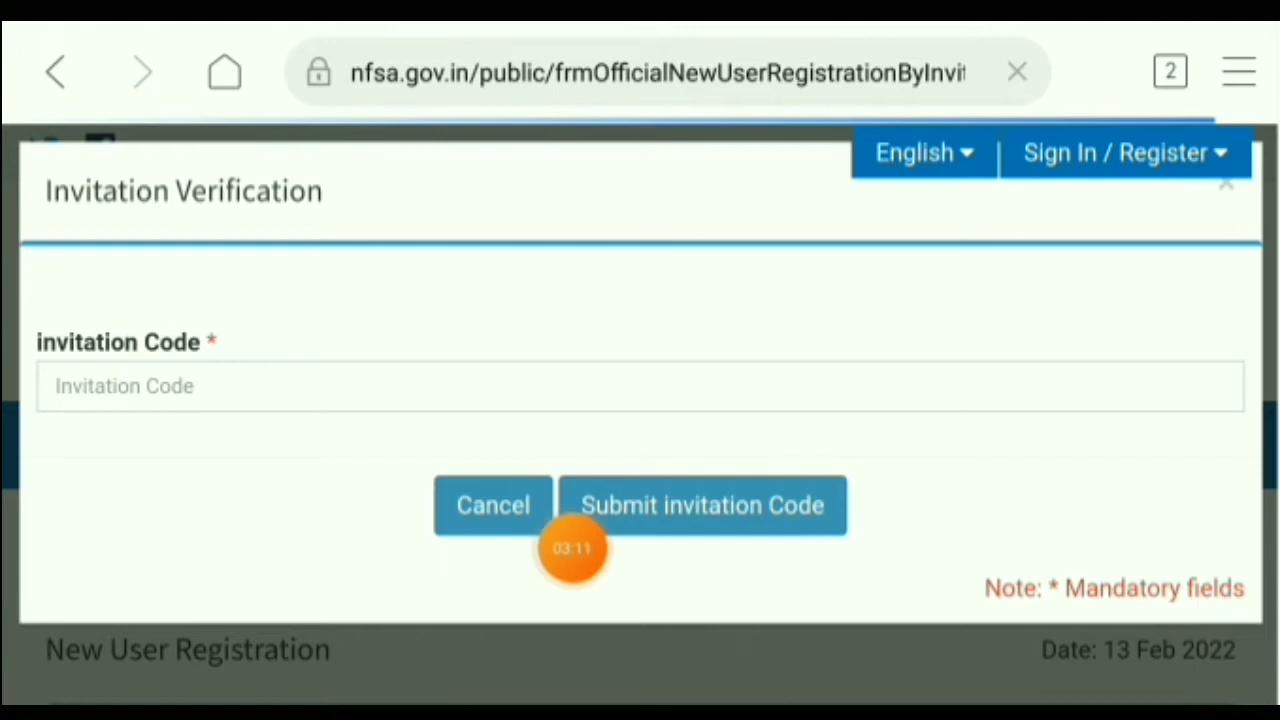 nfsa.gov.in/public/frmOfficialNewUserRegistrationByInvit
2
English
Sign In / Register
Invitation Verification
invitation Code *
Invitation Code
Cancel
Submit invitation Code
03:11
Note: * Mandatory fields
New User Registration
Date: 13 Feb 2022